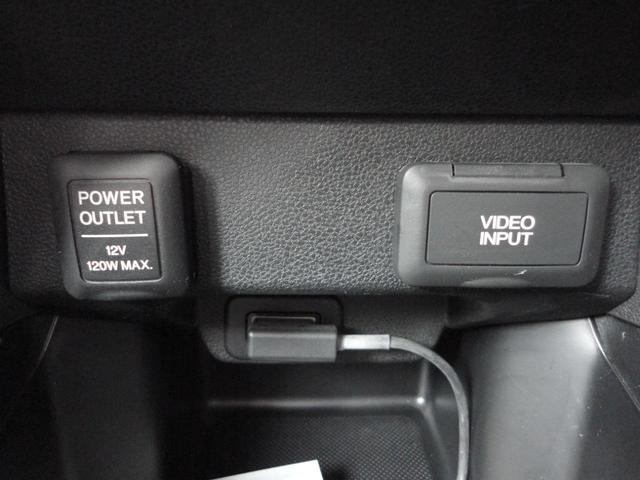 POWER
OUTLET
12V
120W MAX.
VIDEO
INPUT